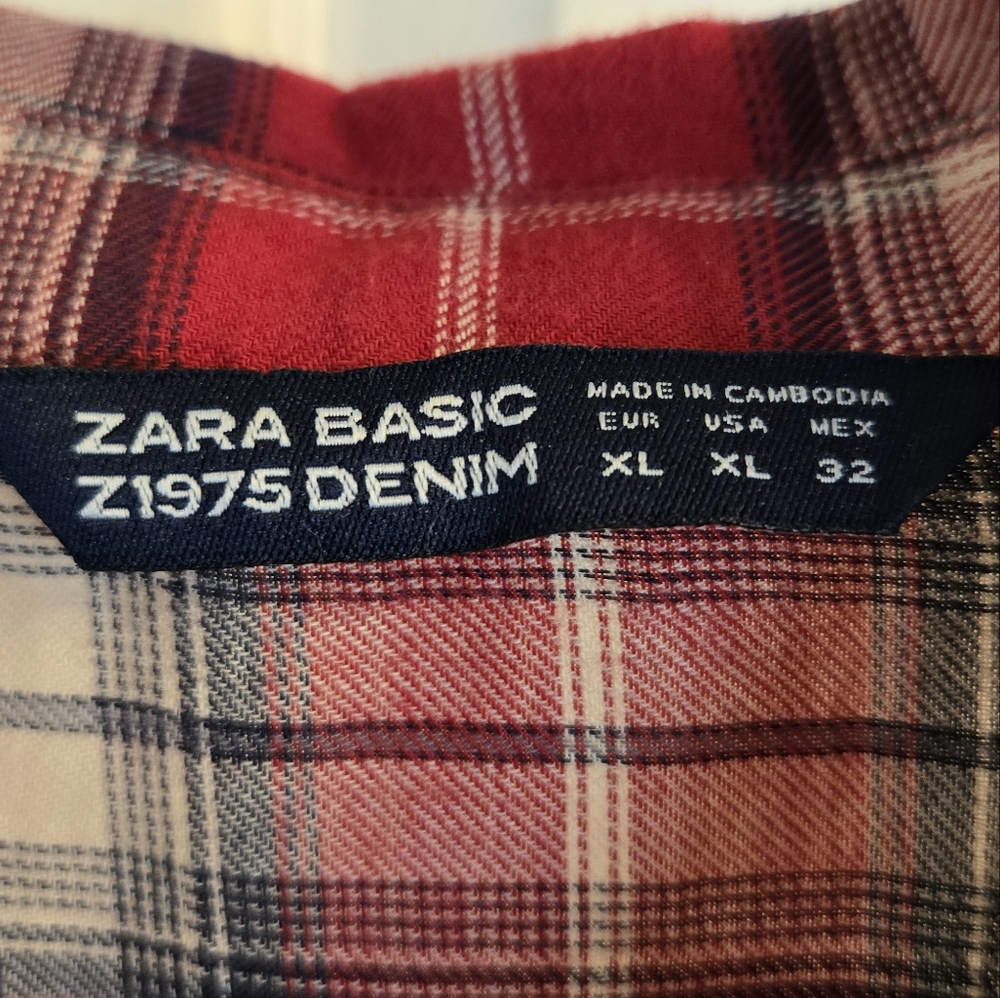 ZARA BASIC
Z1975 DENIM
MADE IN CAMBODIA
EUR USA MEX
XL XL 32